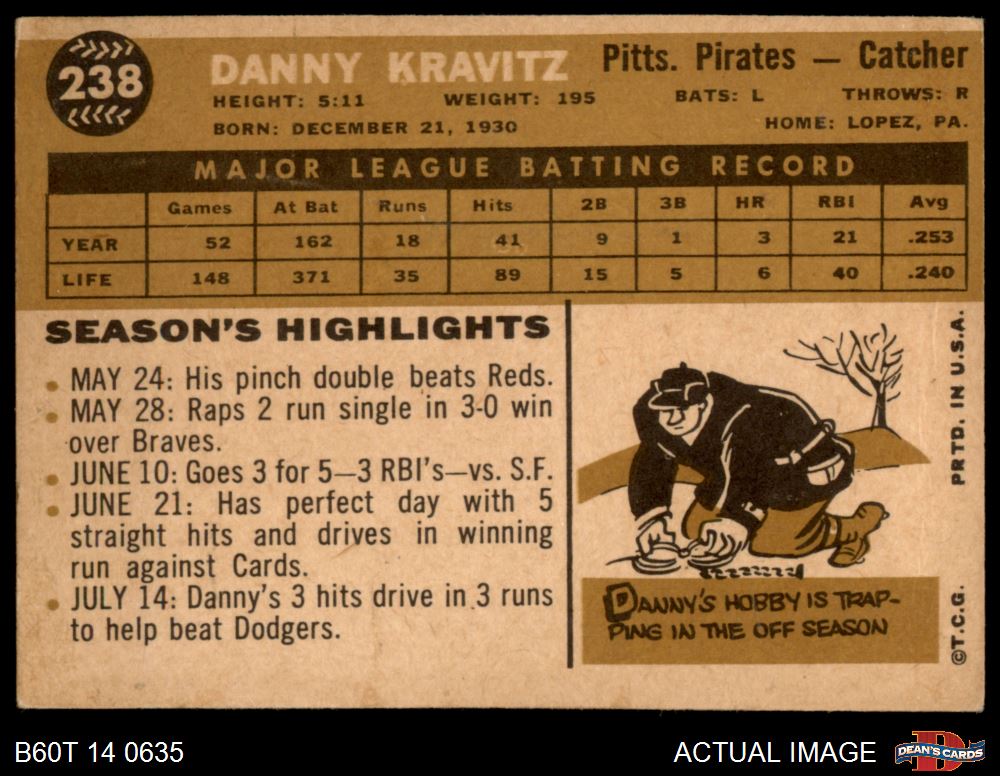 238
DANNY KRAVITZ Pitts. Pirates — Catcher
HEIGHT: 5:11 WEIGHT: 195 BATS: L THROWS: R
BORN: DECEMBER 21, 1930 HOME: LOPEZ, PA.
MAJOR LEAGUE BATTING RECORD
Games At Bat Runs Hits 2B 3B HR RBI Avg
YEAR 52 162 18 41 9 1 3 21 .253
LIFE 148 371 35 89 15 5 6 40 .240
SEASON'S HIGHLIGHTS
• MAY 24: His pinch double beats Reds.
• MAY 28: Raps 2 run single in 3-0 win
over Braves.
• JUNE 10: Goes 3 for 5—3 RBI's—vs. S.F.
• JUNE 21: Has perfect day with 5
straight hits and drives in winning
run against Cards.
• JULY 14: Danny's 3 hits drive in 3 runs
to help beat Dodgers.
DANNY'S HOBBY IS TRAP-
PING IN THE OFF SEASON
©T.C.G. PRTD. IN U.S.A.
B60T 14 0635 ACTUAL IMAGE D DEAN'S CARDS